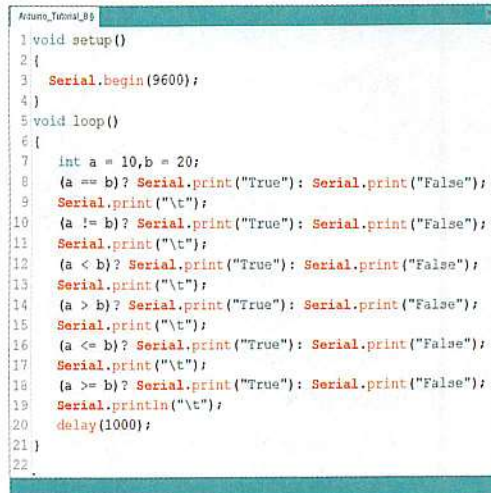 Arduino_Tutorial_8 §
1 void setup()
2 {
3 Serial.begin(9600);
4 }
5 void loop()
6 {
7 int a = 10,b = 20;
8 (a == b)? Serial.print("True"): Serial.print("False");
9 Serial.print("\t");
10 (a != b)? Serial.print("True"): Serial.print("False");
11 Serial.print("\t");
12 (a < b)? Serial.print("True"): Serial.print("False");
13 Serial.print("\t");
14 (a > b)? Serial.print("True"): Serial.print("False");
15 Serial.print("\t");
16 (a <= b)? Serial.print("True"): Serial.print("False");
17 Serial.print("\t");
18 (a >= b)? Serial.print("True"): Serial.print("False");
19 Serial.println("\t");
20 delay(1000);
21 }
22